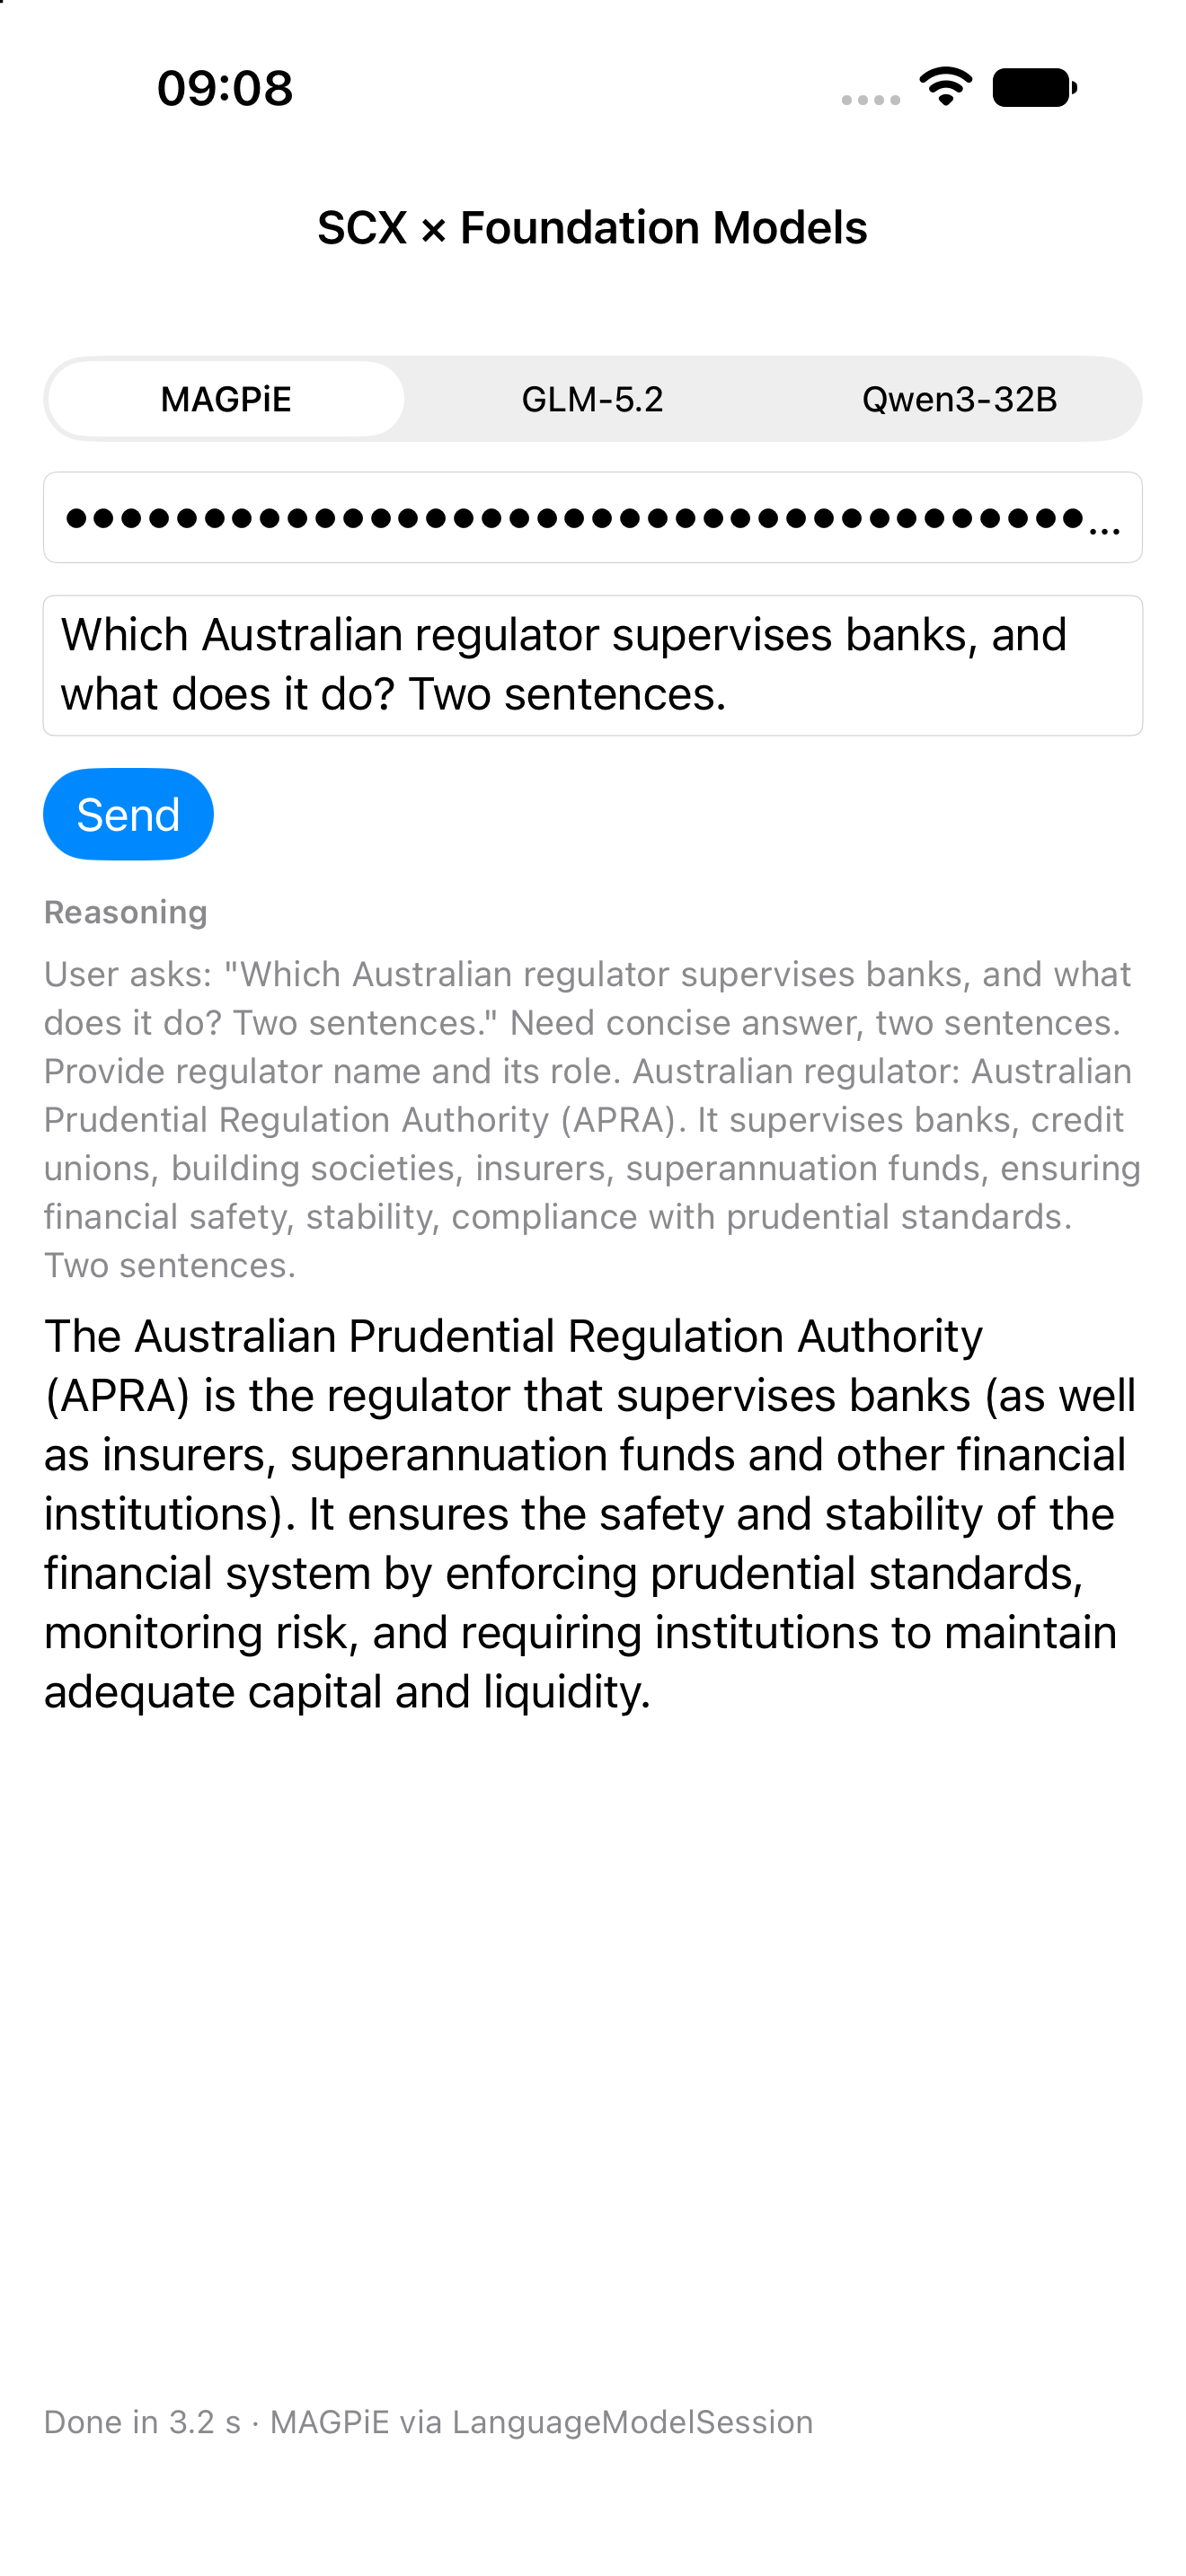 09:08
SCX × Foundation Models
MAGPiE GLM-5.2 Qwen3-32B
●●●●●●●●●●●●●●●●●●●●●●●●●●●●●●●●●●●●●...
Which Australian regulator supervises banks, and
what does it do? Two sentences.
Send
Reasoning
User asks: "Which Australian regulator supervises banks, and what
does it do? Two sentences." Need concise answer, two sentences.
Provide regulator name and its role. Australian regulator: Australian
Prudential Regulation Authority (APRA). It supervises banks, credit
unions, building societies, insurers, superannuation funds, ensuring
financial safety, stability, compliance with prudential standards.
Two sentences.
The Australian Prudential Regulation Authority
(APRA) is the regulator that supervises banks (as well
as insurers, superannuation funds and other financial
institutions). It ensures the safety and stability of the
financial system by enforcing prudential standards,
monitoring risk, and requiring institutions to maintain
adequate capital and liquidity.
Done in 3.2 s · MAGPiE via LanguageModelSession